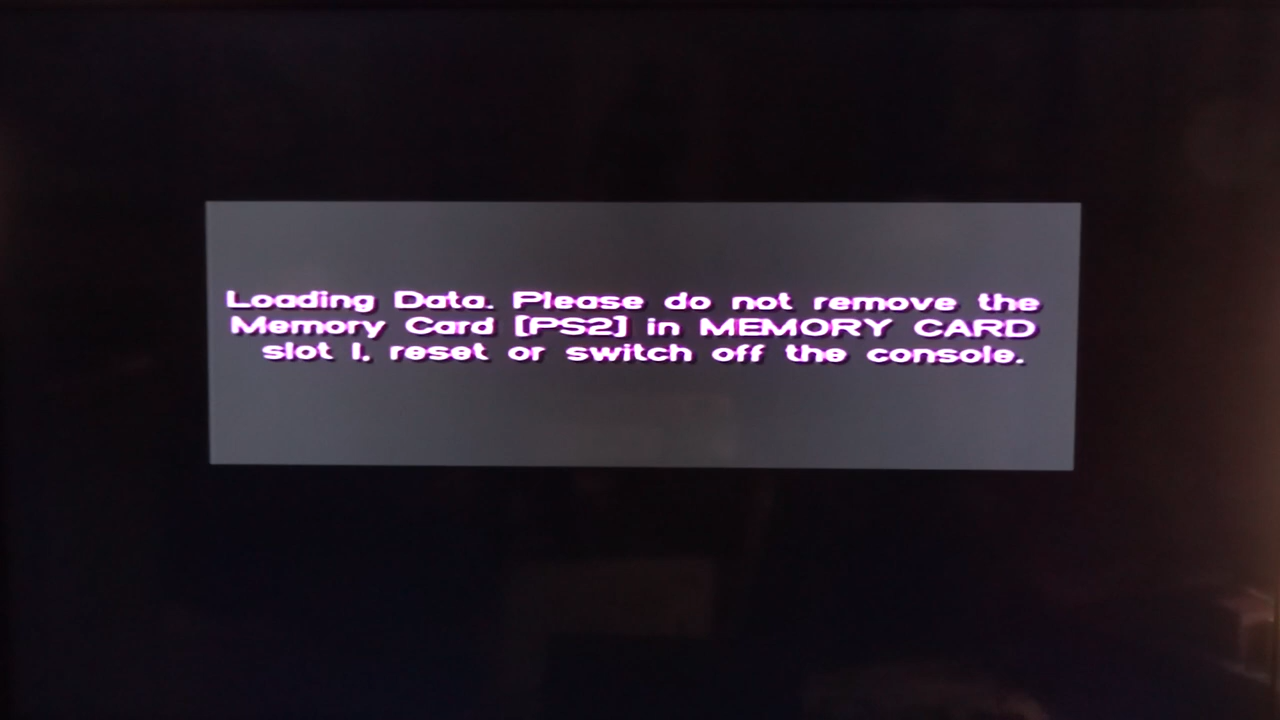 Loading Data. Please do not remove the
Memory Card [PS2] in MEMORY CARD
slot 1, reset or switch off the console.